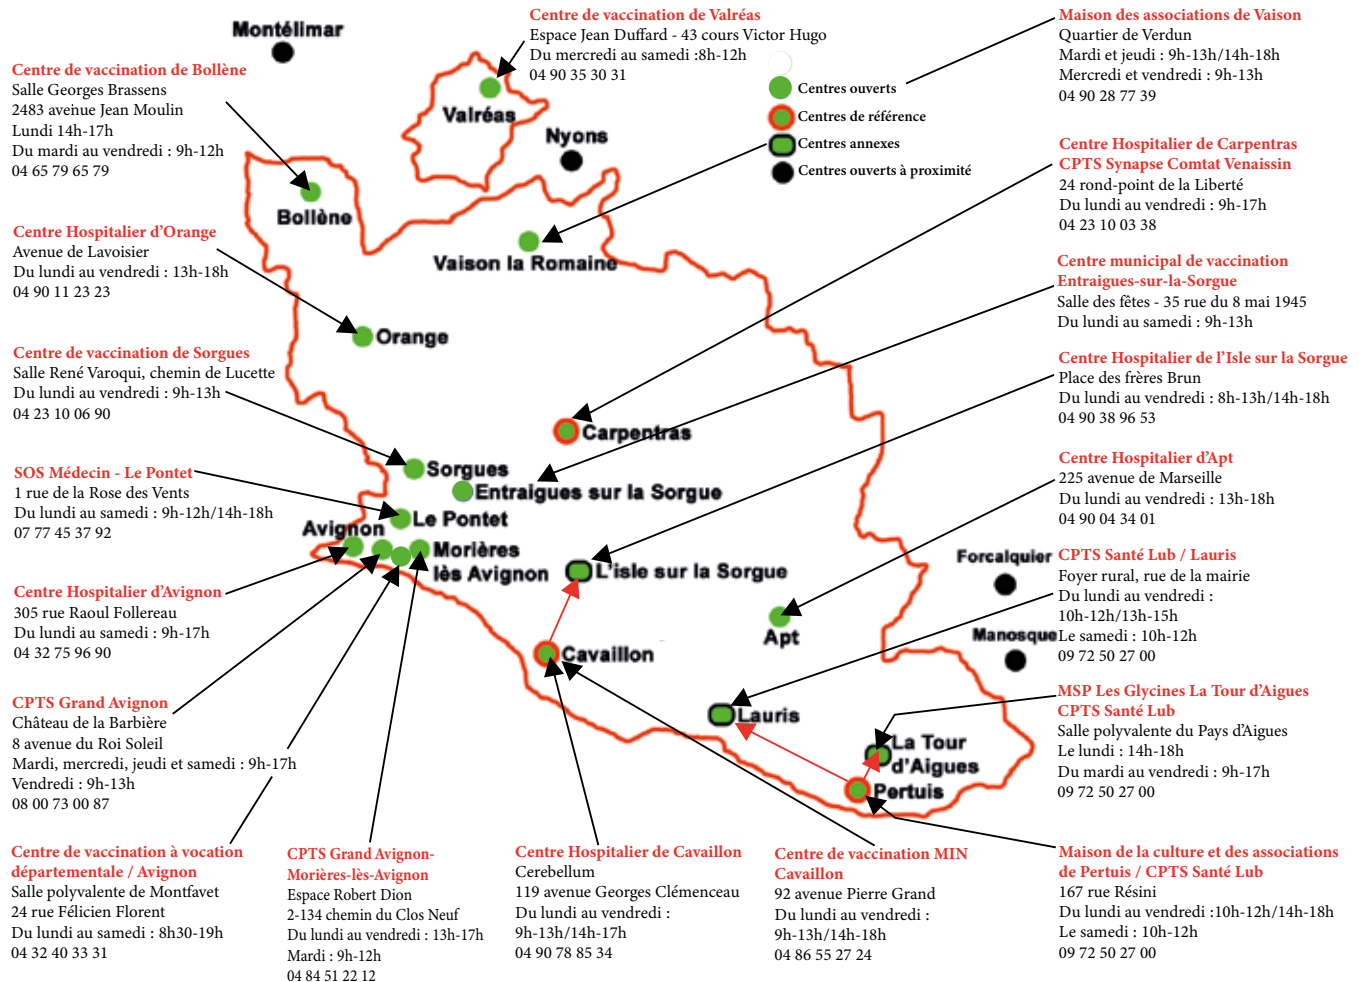 Montélimar
Centre de vaccination de Valréas
Espace Jean Duffard - 43 cours Victor Hugo
Du mercredi au samedi :8h-12h
04 90 35 30 31
Maison des associations de Vaison
Quartier de Verdun
Mardi et jeudi : 9h-13h/14h-18h
Mercredi et vendredi : 9h-13h
04 90 28 77 39
Centre de vaccination de Bollène
Salle Georges Brassens
2483 avenue Jean Moulin
Lundi 14h-17h
Du mardi au vendredi : 9h-12h
04 65 79 65 79
Valréas
Nyons
Centres ouverts
Centres de référence
Centres annexes
Centres ouverts à proximité
Centre Hospitalier de Carpentras
CPTS Synapse Comtat Venaissin
24 rond-point de la Liberté
Du lundi au vendredi : 9h-17h
04 23 10 03 38
Bollène
Centre Hospitalier d'Orange
Avenue de Lavoisier
Du lundi au vendredi : 13h-18h
04 90 11 23 23
Vaison la Romaine
Centre municipal de vaccination
Entraigues-sur-la-Sorgue
Salle des fêtes - 35 rue du 8 mai 1945
Du lundi au samedi : 9h-13h
Orange
Centre de vaccination de Sorgues
Salle René Varoqui, chemin de Lucette
Du lundi au vendredi : 9h-13h
04 23 10 06 90
Centre Hospitalier de l'Isle sur la Sorgue
Place des frères Brun
Du lundi au vendredi : 8h-13h/14h-18h
04 90 38 96 53
Carpentras
Sorgues
Entraigues sur la Sorgue
SOS Médecin - Le Pontet
1 rue de la Rose des Vents
Du lundi au samedi : 9h-12h/14h-18h
07 77 45 37 92
Centre Hospitalier d'Apt
225 avenue de Marseille
Du lundi au vendredi : 13h-18h
04 90 04 34 01
Le Pontet
Avignon
Morières
lès Avignon
L'isle sur la Sorgue
Forcalquier
CPTS Santé Lub / Lauris
Foyer rural, rue de la mairie
Du lundi au vendredi :
10h-12h/13h-15h
Le samedi : 10h-12h
09 72 50 27 00
Centre Hospitalier d'Avignon
305 rue Raoul Follereau
Du lundi au samedi : 9h-17h
04 32 75 96 90
Apt
Manosque
Cavaillon
CPTS Grand Avignon
Château de la Barbière
8 avenue du Roi Soleil
Mardi, mercredi, jeudi et samedi : 9h-17h
Vendredi : 9h-13h
08 00 73 00 87
Lauris
MSP Les Glycines La Tour d'Aigues
CPTS Santé Lub
Salle polyvalente du Pays d'Aigues
Le lundi : 14h-18h
Du mardi au vendredi : 9h-17h
09 72 50 27 00
La Tour
d'Aigues
Pertuis
Centre de vaccination à vocation
départementale / Avignon
Salle polyvalente de Montfavet
24 rue Félicien Florent
Du lundi au samedi : 8h30-19h
04 32 40 33 31
CPTS Grand Avignon-
Morières-lès-Avignon
Espace Robert Dion
2-134 chemin du Clos Neuf
Du lundi au vendredi : 13h-17h
Mardi : 9h-12h
04 84 51 22 12
Centre Hospitalier de Cavaillon
Cerebellum
119 avenue Georges Clémenceau
Du lundi au vendredi :
9h-13h/14h-17h
04 90 78 85 34
Centre de vaccination MIN
Cavaillon
92 avenue Pierre Grand
Du lundi au vendredi :
9h-13h/14h-18h
04 86 55 27 24
Maison de la culture et des associations
de Pertuis / CPTS Santé Lub
167 rue Résini
Du lundi au vendredi :10h-12h/14h-18h
Le samedi : 10h-12h
09 72 50 27 00